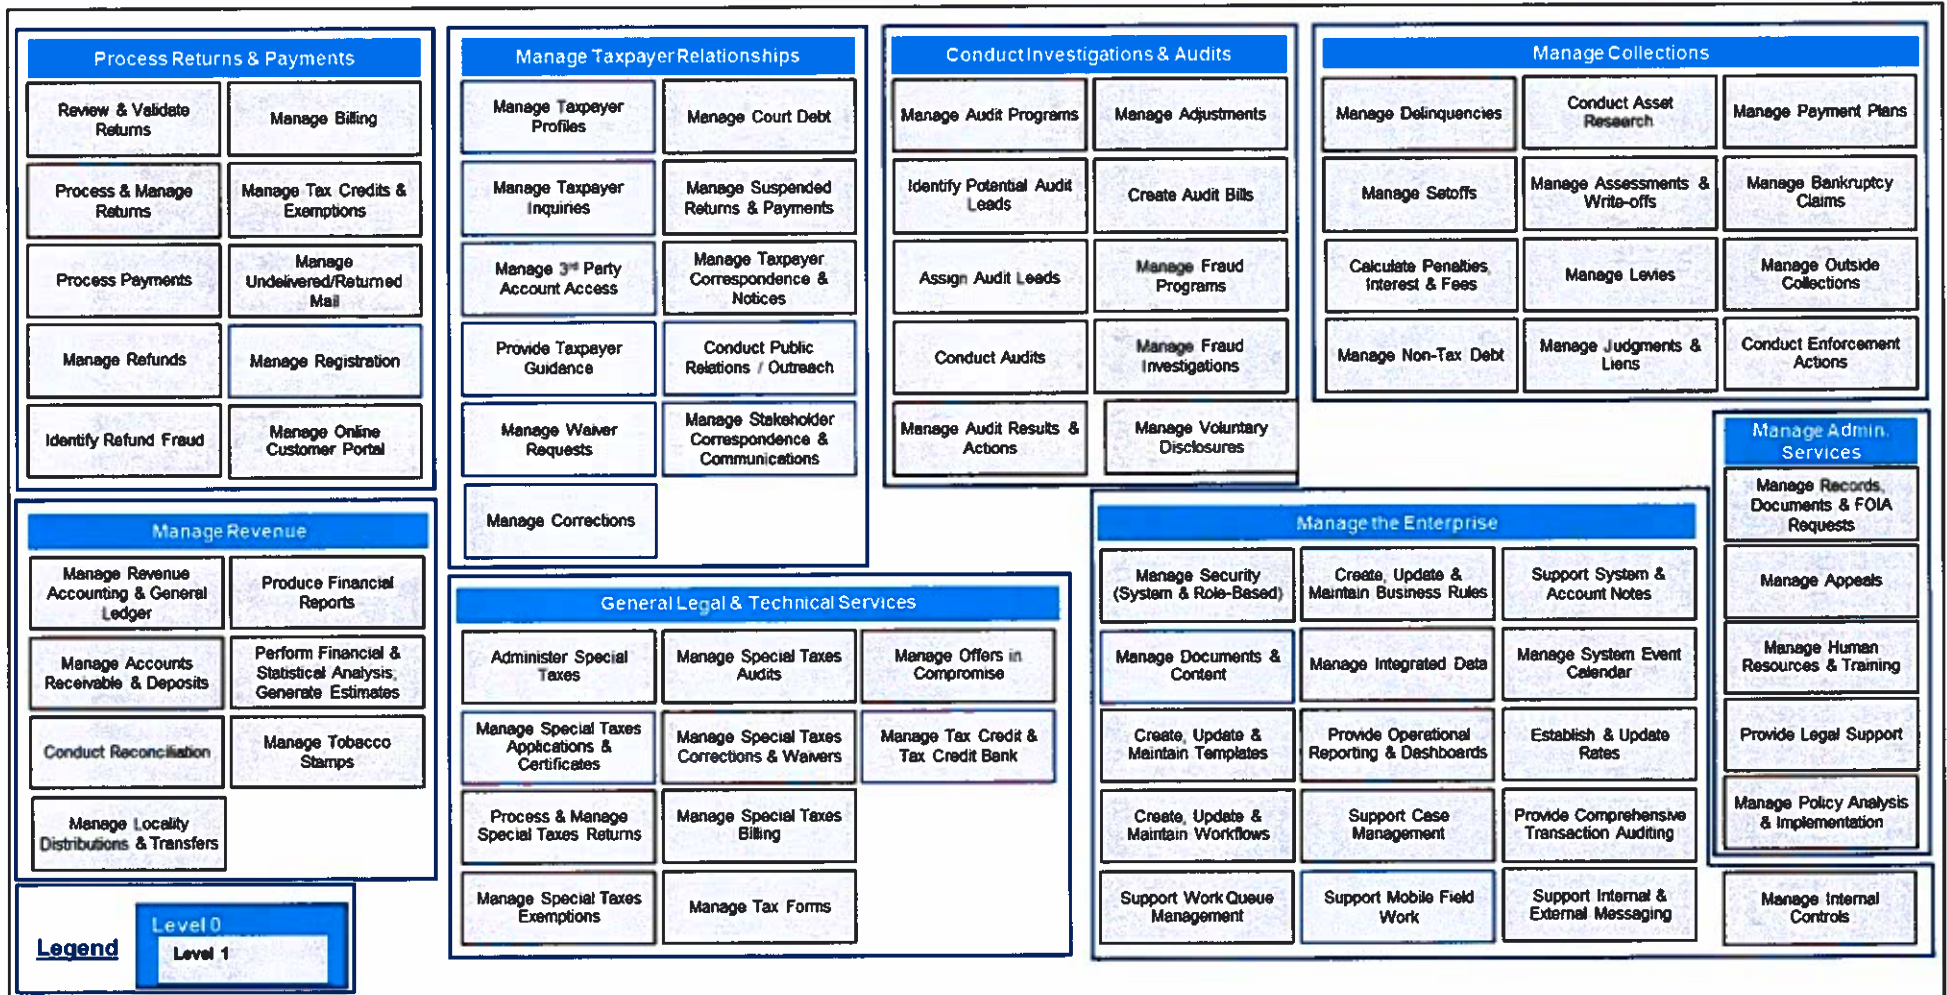 Process Returns & Payments
Review & Validate
Returns
Manage Billing
Process & Manage
Returns
Manage Tax Credits &
Exemptions
Process Payments
Manage
Undelivered/Returned
Mail
Manage Refunds
Manage Registration
Identify Refund Fraud
Manage Online
Customer Portal
Manage Taxpayer Relationships
Manage Taxpayer
Profiles
Manage Court Debt
Manage Taxpayer
Inquiries
Manage Suspended
Returns & Payments
Manage 3rd Party
Account Access
Manage Taxpayer
Correspondence &
Notices
Provide Taxpayer
Guidance
Conduct Public
Relations / Outreach
Manage Waiver
Requests
Manage Stakeholder
Correspondence &
Communications
Manage Corrections
Conduct Investigations & Audits
Manage Audit Programs
Manage Adjustments
Identify Potential Audit
Leads
Create Audit Bills
Assign Audit Leads
Manage Fraud
Programs
Conduct Audits
Manage Fraud
Investigations
Manage Audit Results &
Actions
Manage Voluntary
Disclosures
Manage Collections
Manage Delinquencies
Conduct Asset
Research
Manage Payment Plans
Manage Setoffs
Manage Assessments &
Write-offs
Manage Bankruptcy
Claims
Calculate Penalties,
Interest & Fees
Manage Levies
Manage Outside
Collections
Manage Non-Tax Debt
Manage Judgments &
Liens
Conduct Enforcement
Actions
Manage Revenue
Manage Revenue
Accounting & General
Ledger
Produce Financial
Reports
Manage Accounts
Receivable & Deposits
Perform Financial &
Statistical Analysis,
Generate Estimates
Conduct Reconciliation
Manage Tobacco
Stamps
Manage Locality
Distributions & Transfers
General Legal & Technical Services
Administer Special
Taxes
Manage Special Taxes
Audits
Manage Offers in
Compromise
Manage Special Taxes
Applications &
Certificates
Manage Special Taxes
Corrections & Waivers
Manage Tax Credit &
Tax Credit Bank
Process & Manage
Special Taxes Returns
Manage Special Taxes
Billing
Manage Special Taxes
Exemptions
Manage Tax Forms
Manage the Enterprise
Manage Security
(System & Role-Based)
Create, Update &
Maintain Business Rules
Support System &
Account Notes
Manage Documents &
Content
Manage Integrated Data
Manage System Event
Calendar
Create, Update &
Maintain Templates
Provide Operational
Reporting & Dashboards
Establish & Update
Rates
Create, Update &
Maintain Workflows
Support Case
Management
Provide Comprehensive
Transaction Auditing
Support Work Queue
Management
Support Mobile Field
Work
Support Internal &
External Messaging
Manage Internal
Controls
Manage Admin.
Services
Manage Records,
Documents & FOIA
Requests
Manage Appeals
Manage Human
Resources & Training
Provide Legal Support
Manage Policy Analysis
& Implementation
Legend
Level 0
Level 1